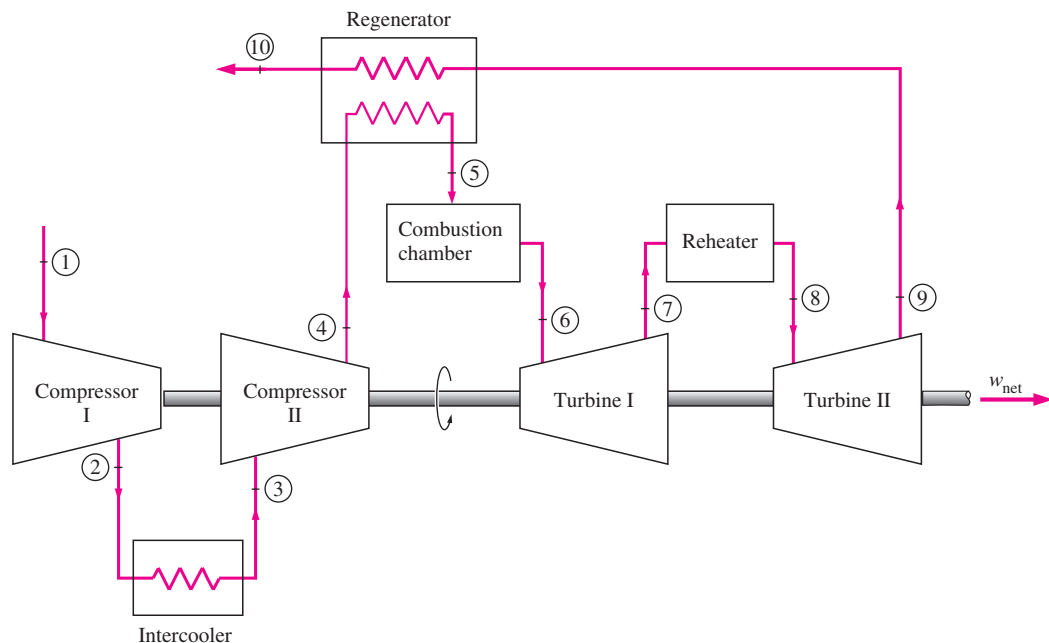 Regenerator
10
5
Combustion
chamber
Reheater
1
4
6
7
8
9
Compressor
I
Compressor
II
Turbine I
Turbine II
wnet
2
3
Intercooler